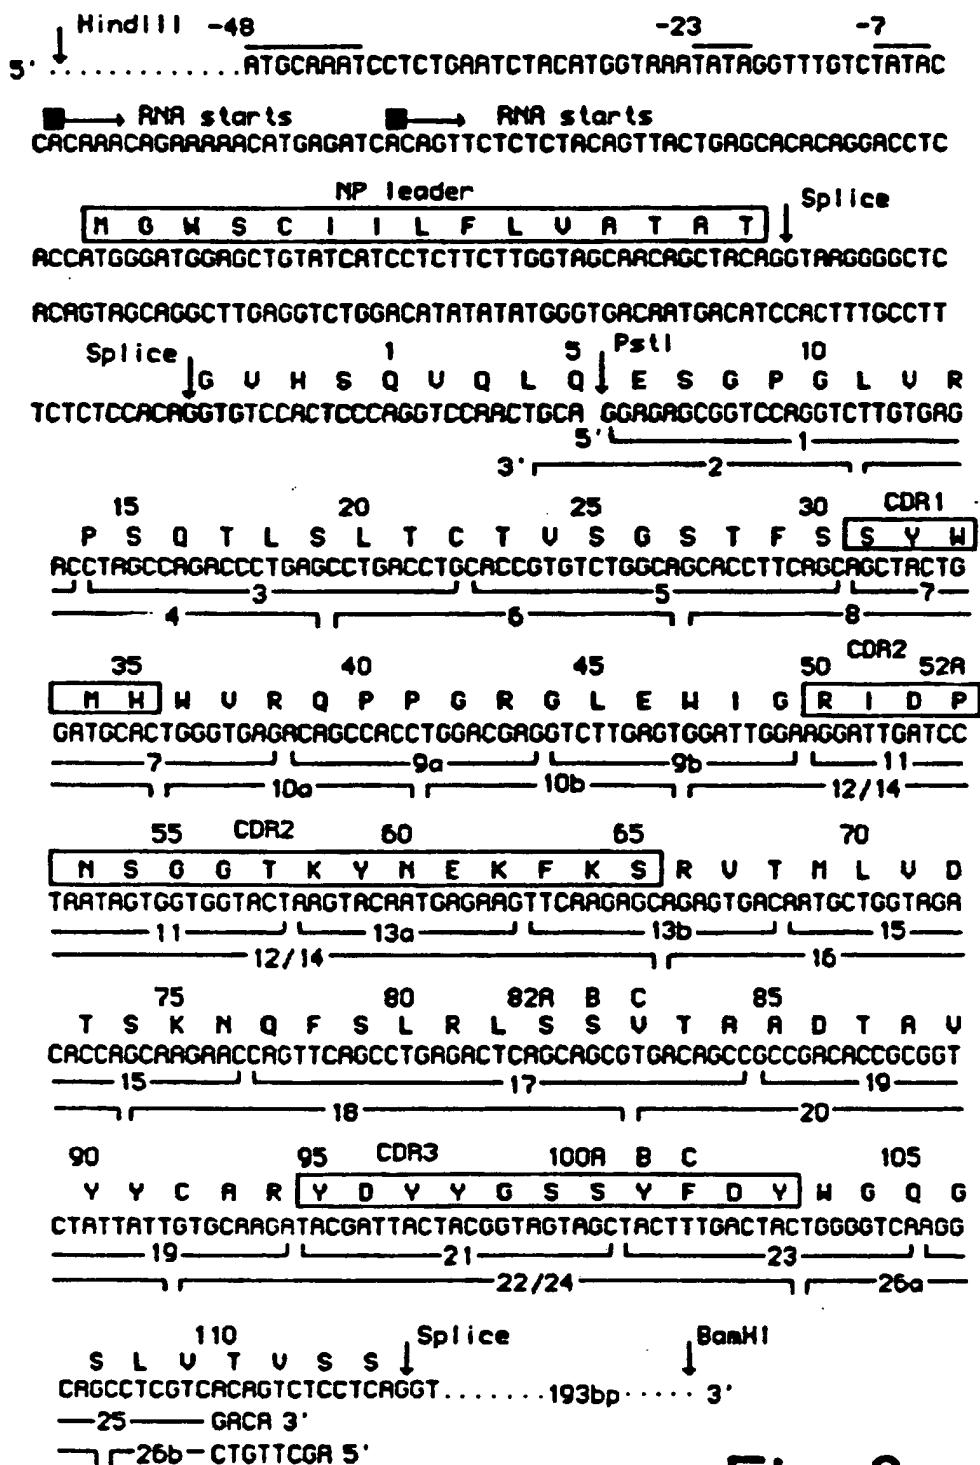 HindIII -48 -23 -7
5' .............ATGCAAATCCTCTGAATCTACATGGTAAATATAGGTTTGTCTATAC
RNA starts RNA starts
CACAAACAGAAAAACATGAGATCACAGTTCTCTCTACAGTTACTGAGCACACAGGACCTC
NP leader Splice
M G W S C I I L F L V A T A T
ACCATGGGATGGAGCTGTATCATCCTCTTCTTGGTAGCAACAGCTACAGGTAAGGGGCTC
ACAGTAGCAGGCTTGAGGTCTGGACATATATATGGGTGACAATGACATCCACTTTGCCTT
Splice 1 5 PstI 10
G V H S Q V Q L Q E S G P G L V R
TCTCTCCACAGGTGTCCACTCCCAGGTCCAACTGCA GGAGAGCGGTCCAGGTCTTGTGAG
5' 1
3' 2
15 20 25 30 CDR1
P S Q T L S L T C T V S G S T F S S Y W
ACCTAGCCAGACCCTGAGCCTGACCTGCACCGTGTCTGGCAGCACCTTCAGCAGCTACTG
3 5 7
4 6 8
35 40 45 50 CDR2 52A
M H W V R Q P P G R G L E W I G R I D P
GATGCACTGGGTGAGACAGCCACCTGGACGAGGTCTTGAGTGGATTGGAAGGATTGATCC
7 9a 9b 11
10a 10b 12/14
55 CDR2 60 65 70
N S G G T K Y N E K F K S R V T M L V D
TAATAGTGGTGGTACTAAGTACAATGAGAAGTTCAAGAGCAGAGTGACAATGCTGGTAGA
11 13a 13b 15
12/14 16
75 80 82A B C 85
T S K N Q F S L R L S S V T A A D T A V
CACCAGCAAGAACCAGTTCAGCCTGAGACTCAGCAGCGTGACAGCCGCCGACACCGCGGT
15 17 19
18 20
90 95 CDR3 100A B C 105
Y Y C A R Y D Y Y G S S Y F D Y W G Q G
CTATTATTGTGCAAGATACGATTACTACGGTAGTAGCTACTTTGACTACTGGGGTCAAGG
19 21 23
22/24 26a
110 Splice BamHI
S L V T V S S
CAGCCTCGTCACAGTCTCCTCAGGT.......193bp..... 3'
25 GACA 3'
26b CTGTTCGA 5'